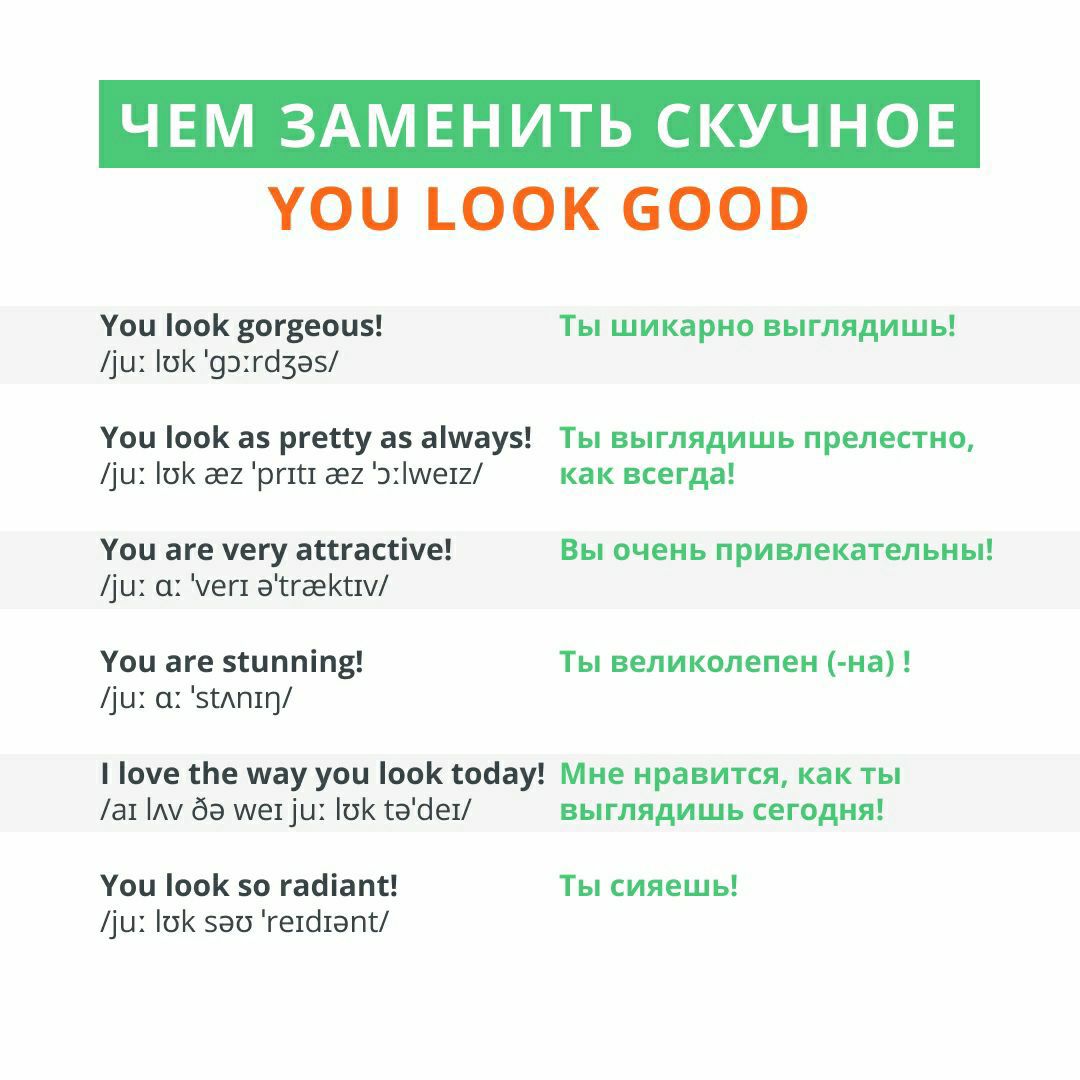 ЧЕМ ЗАМЕНИТЬ СКУЧНОЕ
YOU LOOK GOOD
You look gorgeous!
/juː lʊk ˈgɔːrdʒəs/
Ты шикарно выглядишь!
You look as pretty as always!
/juː lʊk æz ˈprɪtɪ æz ˈɔːlweɪz/
Ты выглядишь прелестно,
как всегда!
You are very attractive!
/juː ɑː ˈverɪ əˈtræktɪv/
Вы очень привлекательны!
You are stunning!
/juː ɑː ˈstʌnɪŋ/
Ты великолепен (-на) !
I love the way you look today!
/aɪ lʌv ðə weɪ juː lʊk təˈdeɪ/
Мне нравится, как ты
выглядишь сегодня!
You look so radiant!
/juː lʊk səʊ ˈreɪdɪənt/
Ты сияешь!